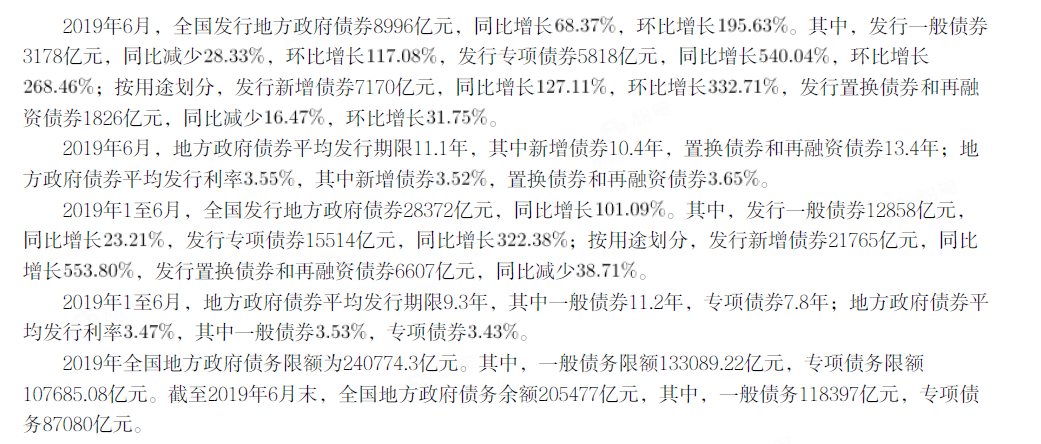 2019年6月，全国发行地方政府债券8996亿元，同比增长68.37%，环比增长195.63%。其中，发行一般债券
3178亿元，同比减少28.33%，环比增长117.08%，发行专项债券5818亿元，同比增长540.04%，环比增长
268.46%；按用途划分，发行新增债券7170亿元，同比增长127.11%，环比增长332.71%，发行置换债券和再融
资债券1826亿元，同比减少16.47%，环比增长31.75%。
2019年6月，地方政府债券平均发行期限11.1年，其中新增债券10.4年，置换债券和再融资债券13.4年；地
方政府债券平均发行利率3.55%，其中新增债券3.52%，置换债券和再融资债券3.65%。
2019年1至6月，全国发行地方政府债券28372亿元，同比增长101.09%。其中，发行一般债券12858亿元，
同比增长23.21%，发行专项债券15514亿元，同比增长322.38%；按用途划分，发行新增债券21765亿元，同比
增长553.80%，发行置换债券和再融资债券6607亿元，同比减少38.71%。
2019年1至6月，地方政府债券平均发行期限9.3年，其中一般债券11.2年，专项债券7.8年；地方政府债券平
均发行利率3.47%，其中一般债券3.53%，专项债券3.43%。
2019年全国地方政府债务限额为240774.3亿元。其中，一般债务限额133089.22亿元，专项债务限额
107685.08亿元。截至2019年6月末，全国地方政府债务余额205477亿元，其中，一般债务118397亿元，专项债
务87080亿元。